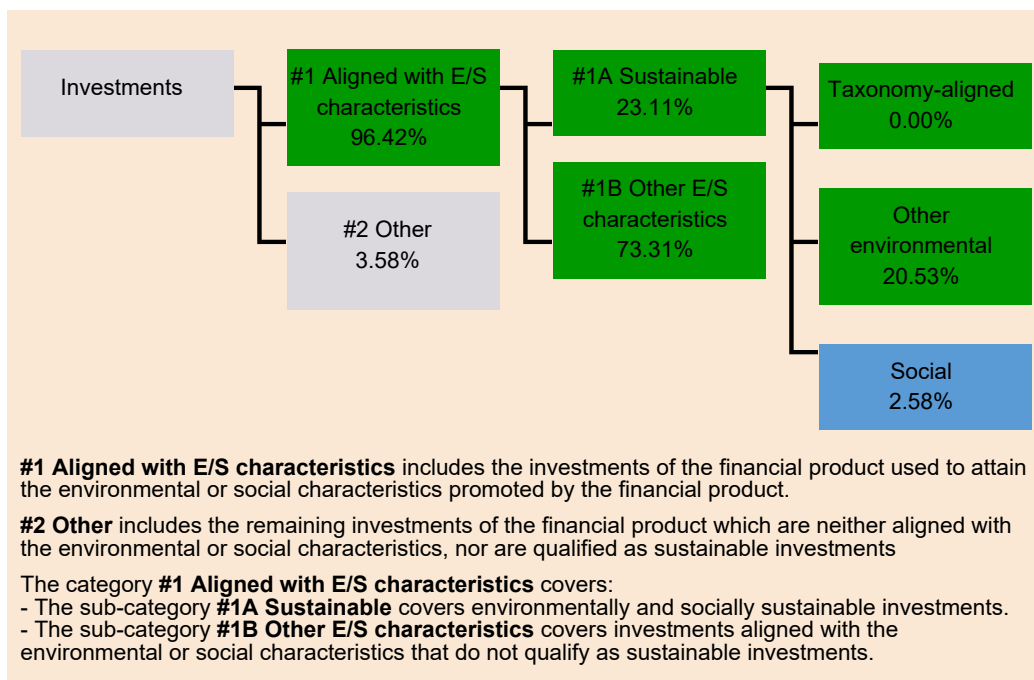 Investments
#1 Aligned with E/S
characteristics
96.42%
#2 Other
3.58%
#1A Sustainable
23.11%
#1B Other E/S
characteristics
73.31%
Taxonomy-aligned
0.00%
Other
environmental
20.53%
Social
2.58%
#1 Aligned with E/S characteristics includes the investments of the financial product used to attain
the environmental or social characteristics promoted by the financial product.
#2 Other includes the remaining investments of the financial product which are neither aligned with
the environmental or social characteristics, nor are qualified as sustainable investments
The category #1 Aligned with E/S characteristics covers:
- The sub-category #1A Sustainable covers environmentally and socially sustainable investments.
- The sub-category #1B Other E/S characteristics covers investments aligned with the
environmental or social characteristics that do not qualify as sustainable investments.